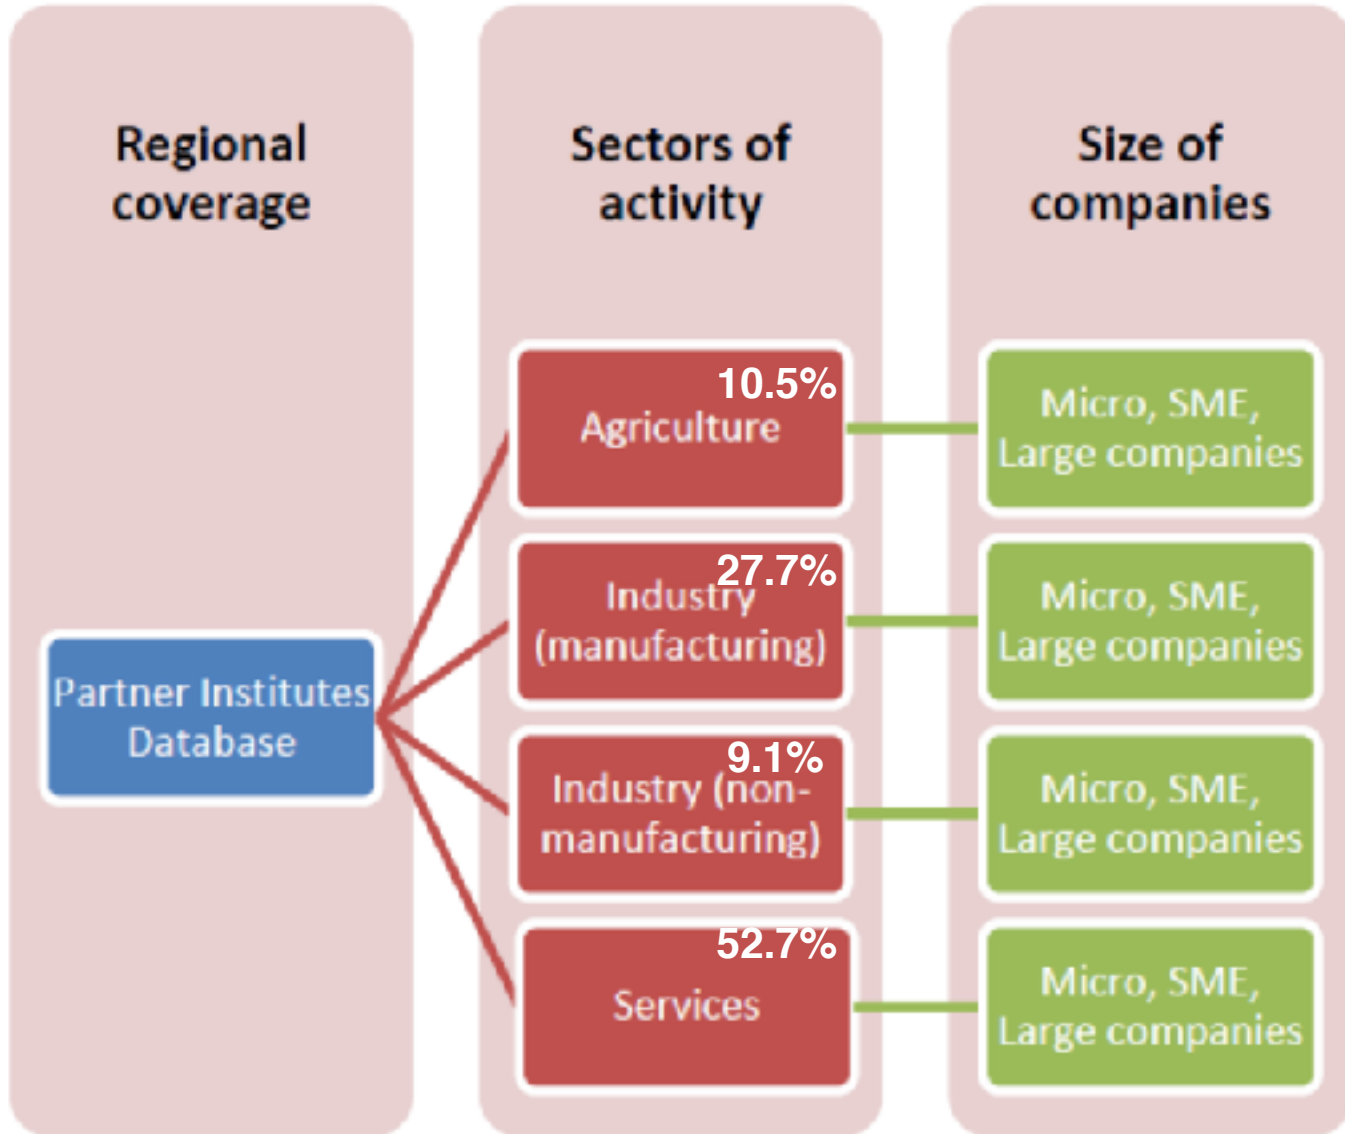 Regional
coverage
Sectors of
activity
Size of
companies
Partner Institutes
Database
10.5%
Agriculture
27.7%
Industry
(manufacturing)
9.1%
Industry (non-
manufacturing)
52.7%
Services
Micro, SME,
Large companies
Micro, SME,
Large companies
Micro, SME,
Large companies
Micro, SME,
Large companies